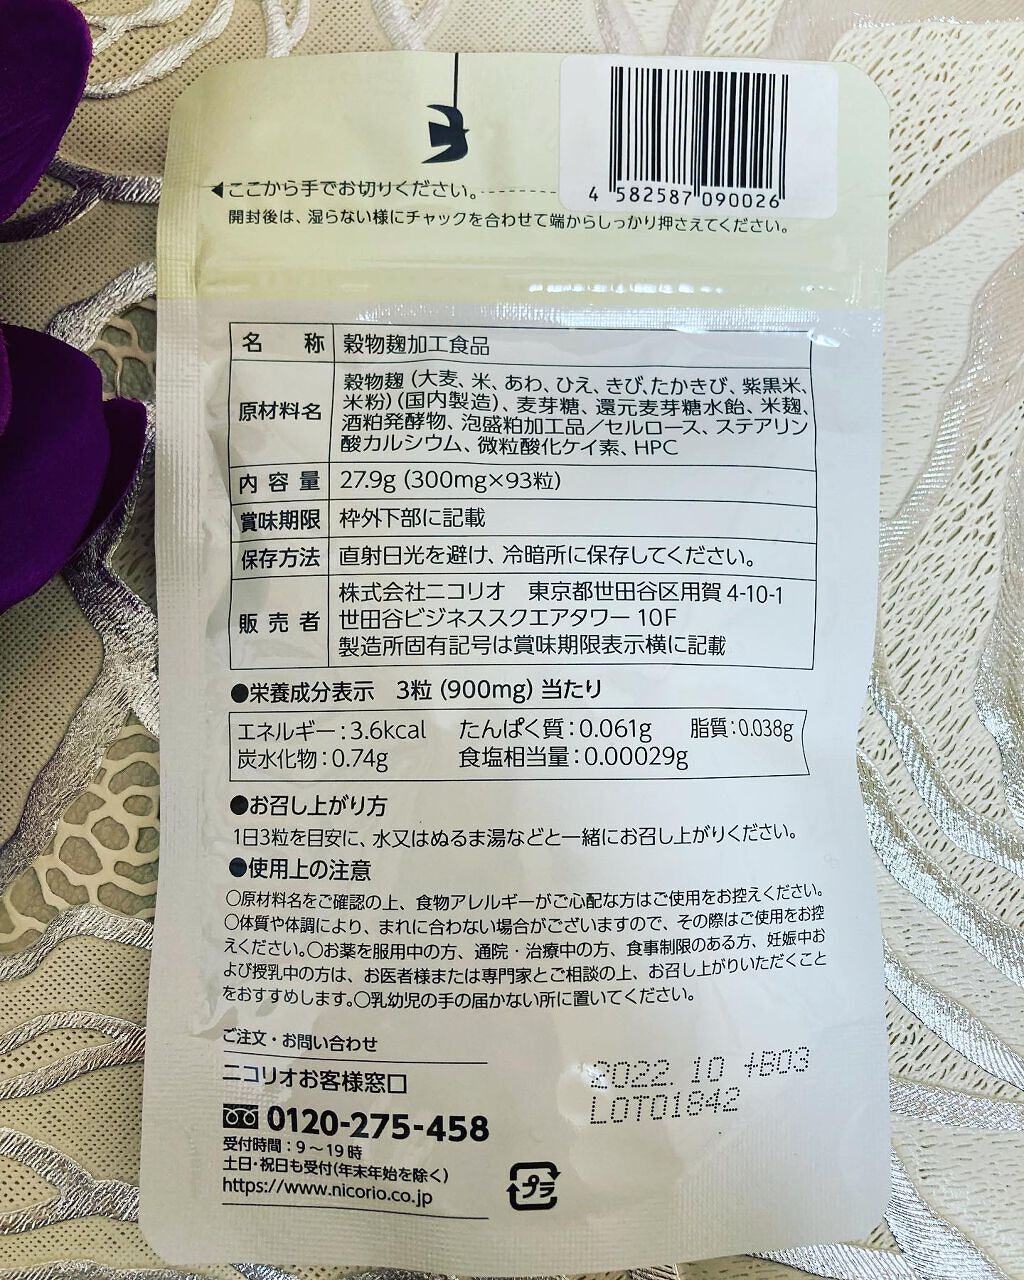 4 582587 090026
◀ここから手でお切りください。
開封後は、湿らない様にチャックを合わせて端からしっかり押さえてください。
名 称 穀物麹加工食品
原材料名 穀物麹（大麦、米、あわ、ひえ、きび、たかきび、紫黒米、
米粉）（国内製造）、麦芽糖、還元麦芽糖水飴、米麹、
酒粕発酵物、泡盛粕加工品／セルロース、ステアリン
酸カルシウム、微粒酸化ケイ素、HPC
内容量 27.9g（300mg×93粒）
賞味期限 枠外下部に記載
保存方法 直射日光を避け、冷暗所に保存してください。
販売者 株式会社ニコリオ 東京都世田谷区用賀4-10-1
世田谷ビジネススクエアタワー 10F
製造所固有記号は賞味期限表示横に記載
●栄養成分表示 3粒（900mg）当たり
エネルギー：3.6kcal たんぱく質：0.061g 脂質：0.038g
炭水化物：0.74g 食塩相当量：0.00029g
●お召し上がり方
1日3粒を目安に、水又はぬるま湯などと一緒にお召し上がりください。
●使用上の注意
○原材料名をご確認の上、食物アレルギーがご心配な方はご使用をお控えください。
○体質や体調により、まれに合わない場合がございますので、その際はご使用をお控
えください。○お薬を服用中の方、通院・治療中の方、食事制限のある方、妊娠中お
よび授乳中の方は、お医者様または専門家とご相談の上、お召し上がりいただくこと
をおすすめします。○乳幼児の手の届かない所に置いてください。
ご注文・お問い合わせ
ニコリオお客様窓口
0120-275-458
受付時間：9～19時
土日・祝日も受付（年末年始を除く）
https://www.nicorio.co.jp
プラ
2022.10 +B03
LOT01842